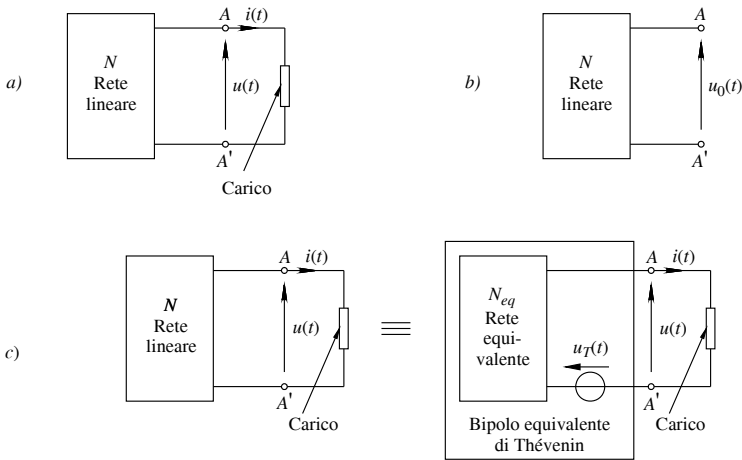 a)
N
Rete
lineare
A
i(t)
u(t)
A'
Carico
b)
N
Rete
lineare
A
u0(t)
A'
c)
N
Rete
lineare
A
i(t)
u(t)
A'
Carico
Neq
Rete
equi-
valente
uT(t)
Bipolo equivalente
di Thévenin
A
i(t)
u(t)
A'
Carico